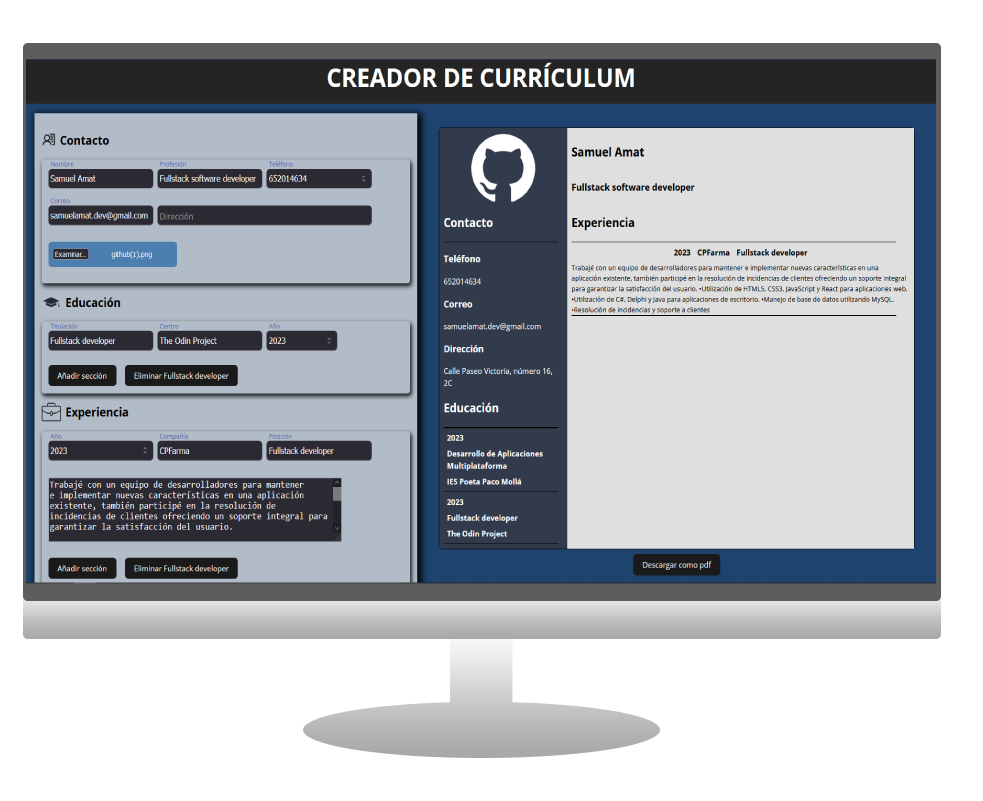 CREADOR DE CURRÍCULUM
Contacto
Nombre
Profesión
Teléfono
Samuel Amat
Fullstack software developer
652014634
Correo
samuelamat.dev@gmail.com
Dirección
Examinar...
github(1).png
Educación
Titulación
Centro
Año
Fullstack developer
The Odin Project
2023
Añadir sección
Eliminar Fullstack developer
Experiencia
Año
Compañía
Posición
2023
CPFarma
Fullstack developer
Trabajé con un equipo de desarrolladores para mantener
e implementar nuevas características en una aplicación
existente, también participé en la resolución de
incidencias de clientes ofreciendo un soporte integral para
garantizar la satisfacción del usuario.
Añadir sección
Eliminar Fullstack developer
Contacto
Teléfono
652014634
Correo
samuelamat.dev@gmail.com
Dirección
Calle Paseo Victoria, número 16,
2C
Educación
2023
Desarrollo de Aplicaciones
Multiplataforma
IES Poeta Paco Mollá
2023
Fullstack developer
The Odin Project
Samuel Amat
Fullstack software developer
Experiencia
2023 CPFarma Fullstack developer
Trabajé con un equipo de desarrolladores para mantener e implementar nuevas características en una
aplicación existente, también participé en la resolución de incidencias de clientes ofreciendo un soporte integral
para garantizar la satisfacción del usuario. •Utilización de HTML5, CSS3, JavaScript y React para aplicaciones web.
•Utilización de C#, Delphi y Java para aplicaciones de escritorio. •Manejo de base de datos utilizando MySQL.
•Resolución de incidencias y soporte a clientes
Descargar como pdf